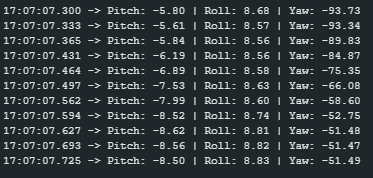 17:07:07.300 -> Pitch: -5.80 | Roll: 8.68 | Yaw: -93.73
17:07:07.333 -> Pitch: -5.61 | Roll: 8.57 | Yaw: -93.34
17:07:07.365 -> Pitch: -5.84 | Roll: 8.56 | Yaw: -89.83
17:07:07.431 -> Pitch: -6.19 | Roll: 8.56 | Yaw: -84.87
17:07:07.464 -> Pitch: -6.89 | Roll: 8.58 | Yaw: -75.35
17:07:07.497 -> Pitch: -7.53 | Roll: 8.63 | Yaw: -66.08
17:07:07.562 -> Pitch: -7.99 | Roll: 8.60 | Yaw: -58.60
17:07:07.594 -> Pitch: -8.52 | Roll: 8.74 | Yaw: -52.75
17:07:07.627 -> Pitch: -8.62 | Roll: 8.81 | Yaw: -51.48
17:07:07.693 -> Pitch: -8.56 | Roll: 8.82 | Yaw: -51.47
17:07:07.725 -> Pitch: -8.50 | Roll: 8.83 | Yaw: -51.49